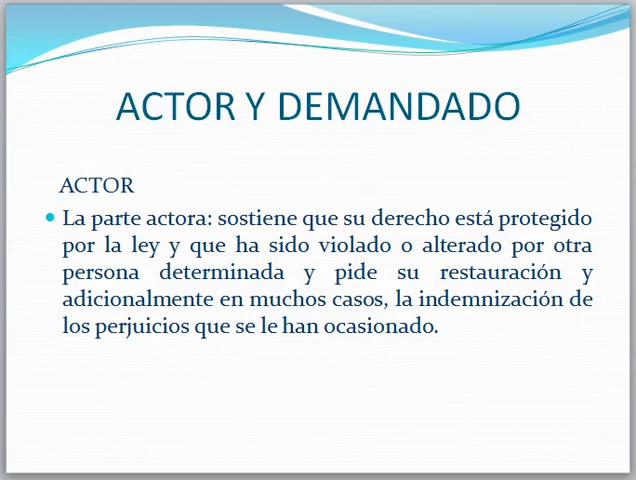 ACTOR Y DEMANDADO
ACTOR
La parte actora: sostiene que su derecho está protegido
por la ley y que ha sido violado o alterado por otra
persona determinada y pide su restauración y
adicionalmente en muchos casos, la indemnización de
los perjuicios que se le han ocasionado.